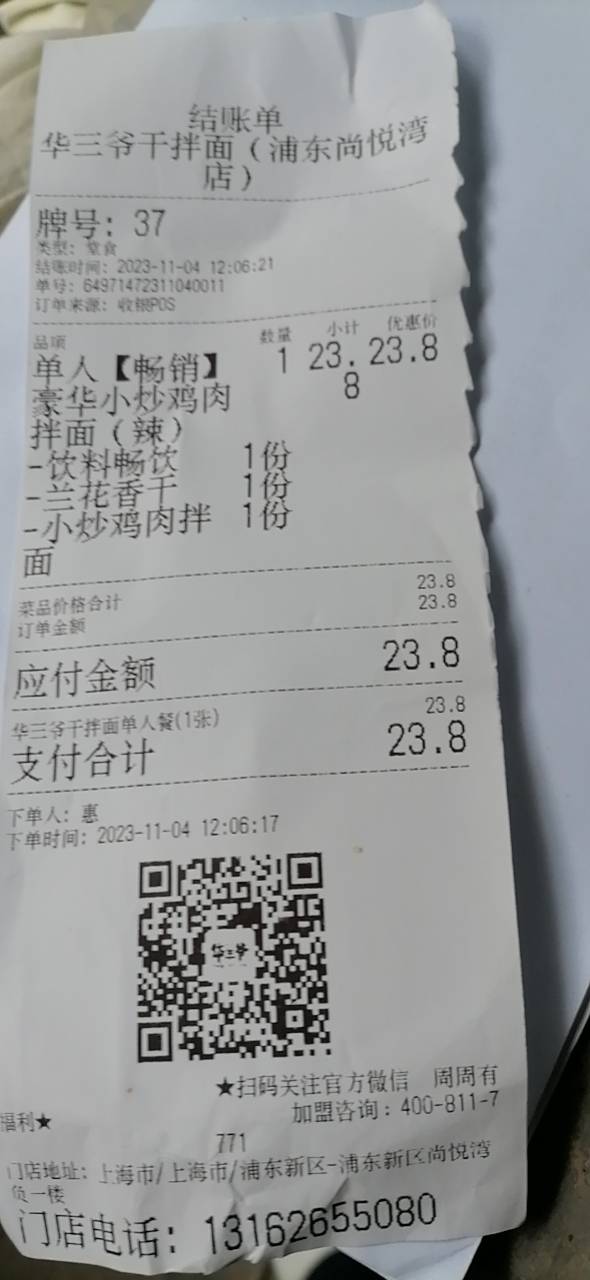 结账单
华三爷干拌面（浦东尚悦湾
店）
牌号：37
类型：堂食
结账时间：2023-11-04 12:06:21
单号：64971472311040011
订单来源：收银POS
品项 数量 小计 优惠价
单人【畅销】 1 23. 23.8
豪华小炒鸡肉 8
拌面（辣）
-饮料畅饮 1份
-兰花香干 1份
-小炒鸡肉拌 1份
面
菜品价格合计 23.8
订单金额 23.8
应付金额 23.8
华三爷干拌面单人餐(1张) 23.8
支付合计 23.8
下单人：惠
下单时间：2023-11-04 12:06:17
华三爷
★扫码关注官方微信 周周有
福利★ 加盟咨询：400-811-7
771
门店地址：上海市/上海市/浦东新区-浦东新区尚悦湾
负一楼
门店电话：13162655080